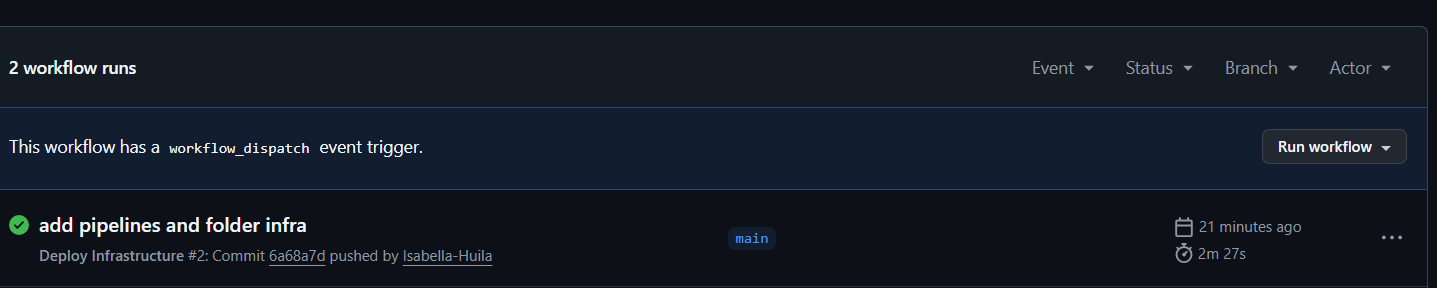 2 workflow runs
Event
Status
Branch
Actor
This workflow has a workflow_dispatch event trigger.
Run workflow
add pipelines and folder infra
Deploy Infrastructure #2: Commit 6a68a7d pushed by Isabella-Huila
main
21 minutes ago
2m 27s